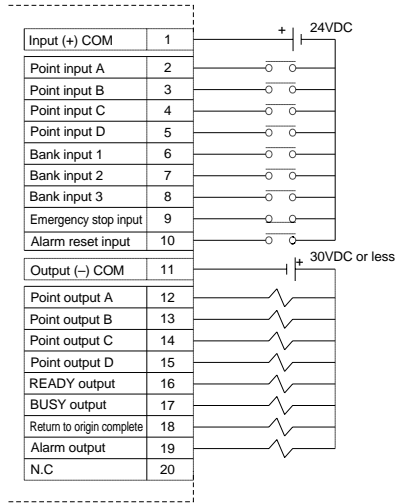 + 24VDC
Input (+) COM 1
Point input A 2
Point input B 3
Point input C 4
Point input D 5
Bank input 1 6
Bank input 2 7
Bank input 3 8
Emergency stop input 9
Alarm reset input 10
Output (–) COM 11 + 30VDC or less
Point output A 12
Point output B 13
Point output C 14
Point output D 15
READY output 16
BUSY output 17
Return to origin complete 18
Alarm output 19
N.C 20